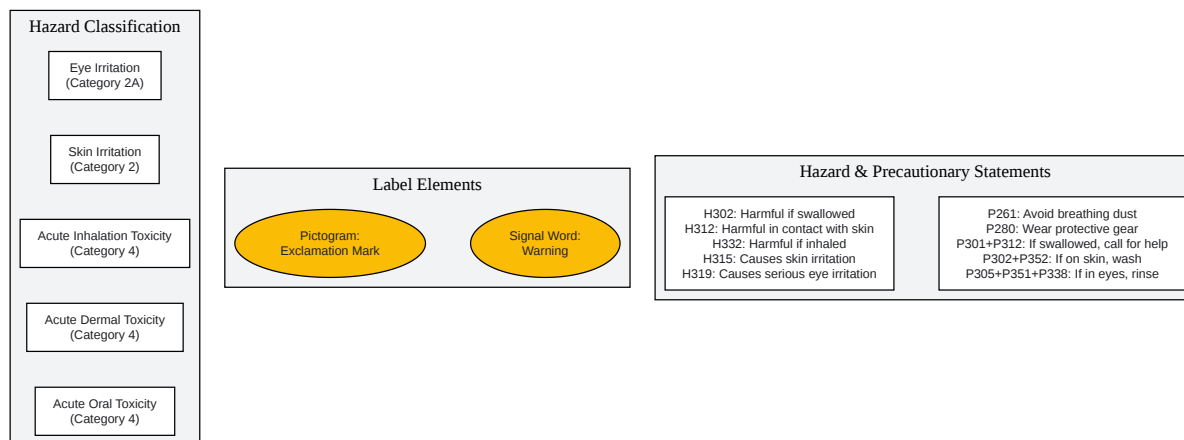 Hazard Classification
Eye Irritation
(Category 2A)
Skin Irritation
(Category 2)
Acute Inhalation Toxicity
(Category 4)
Acute Dermal Toxicity
(Category 4)
Acute Oral Toxicity
(Category 4)
Label Elements
Pictogram:
Exclamation Mark
Signal Word:
Warning
Hazard & Precautionary Statements
H302: Harmful if swallowed
H312: Harmful in contact with skin
H332: Harmful if inhaled
H315: Causes skin irritation
H319: Causes serious eye irritation
P261: Avoid breathing dust
P280: Wear protective gear
P301+P312: If swallowed, call for help
P302+P352: If on skin, wash
P305+P351+P338: If in eyes, rinse